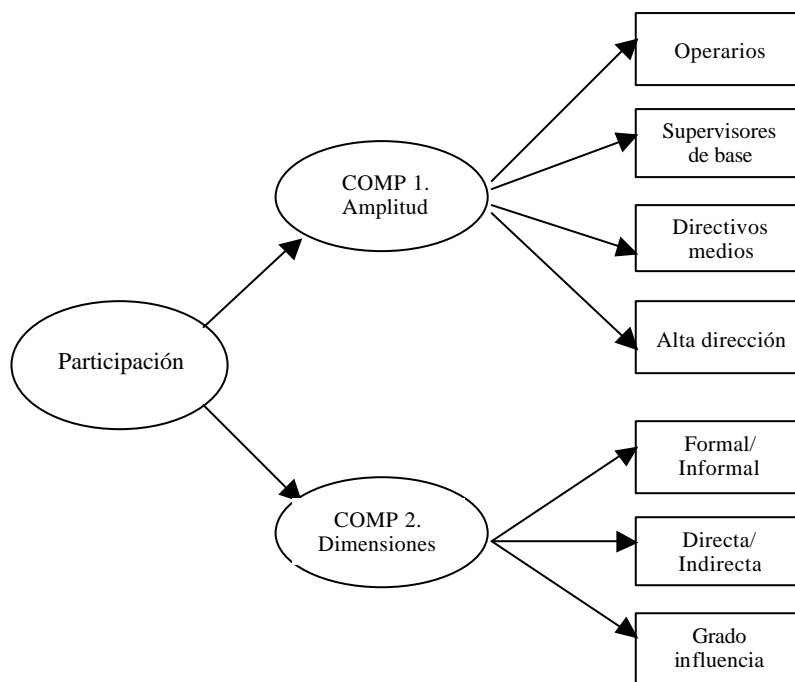 Operarios
Supervisores
de base
COMP 1.
Amplitud
Directivos
medios
Alta dirección
Participación
Formal/
Informal
COMP 2.
Dimensiones
Directa/
Indirecta
Grado
influencia